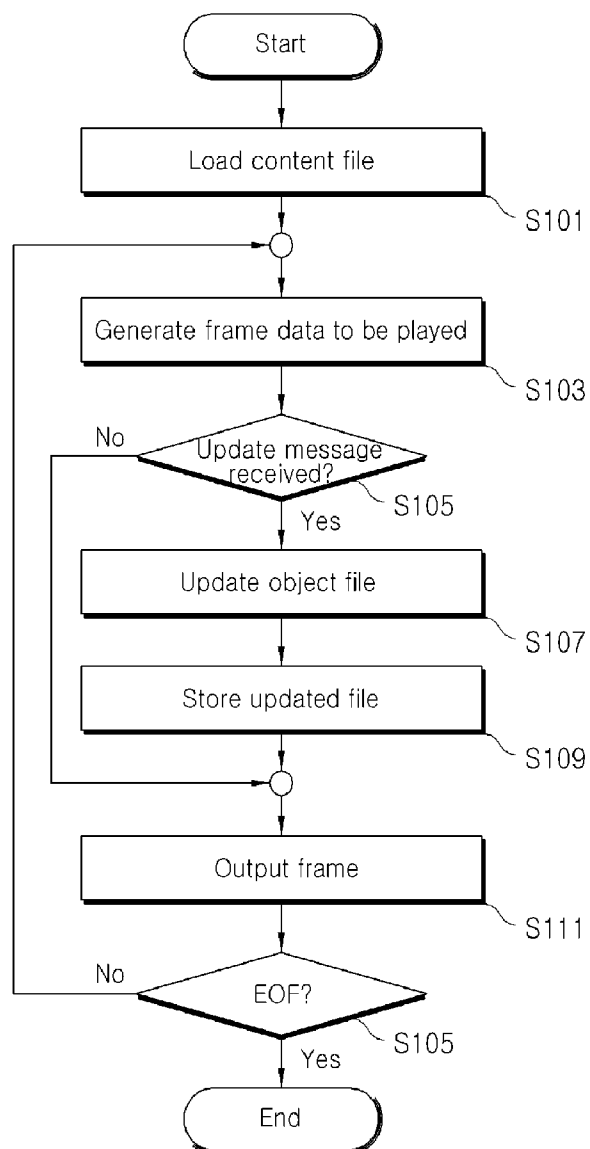 Start
Load content file
S101
Generate frame data to be played
S103
No
Update message
received?
S105
Yes
Update object file
S107
Store updated file
S109
Output frame
S111
No
EOF?
S105
Yes
End